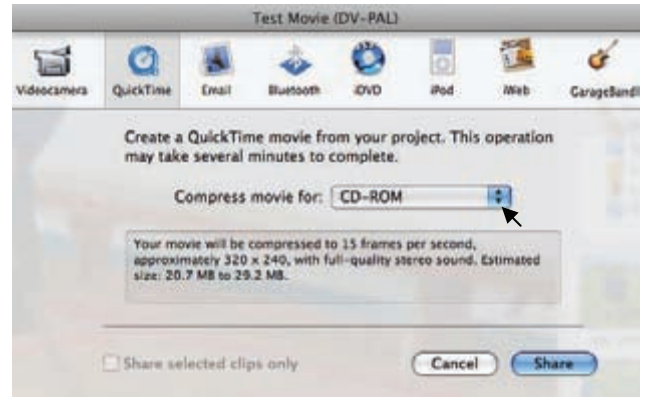 Test Movie (DV-PAL)
Videocamera QuickTime Email Bluetooth iDVD iPod iWeb GarageBand
Create a QuickTime movie from your project. This operation
may take several minutes to complete.
Compress movie for: CD-ROM
Your movie will be compressed to 15 frames per second,
approximately 320 x 240, with full-quality stereo sound. Estimated
size: 20.7 MB to 29.2 MB.
Share selected clips only Cancel Share